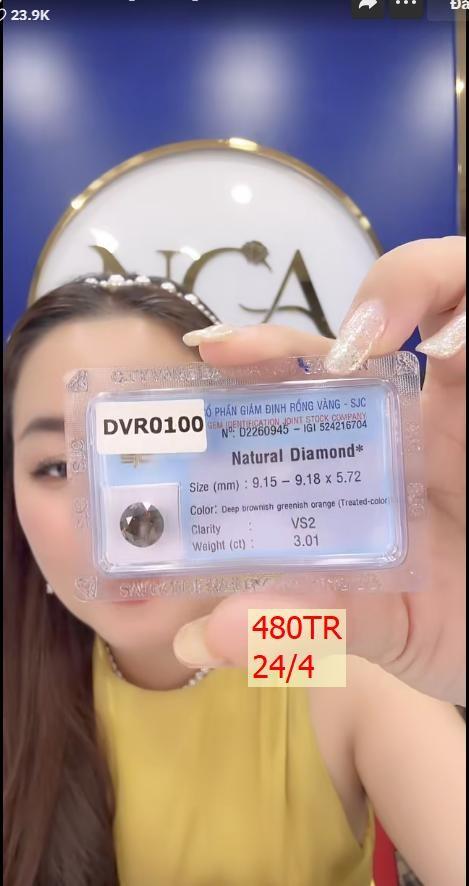 23.9K
NGA
DVR0100
Ổ PHẦN GIÁM ĐỊNH RỒNG VÀNG - SJC
GEM IDENTIFICATION JOINT STOCK COMPANY
Nº: D2260945 – IGI 524216704
Natural Diamond*
Size (mm) : 9.15 – 9.18 x 5.72
Color: Deep brownish greenish orange (Treated-color)
Clarity : VS2
Weight (ct) : 3.01
480TR
24/4